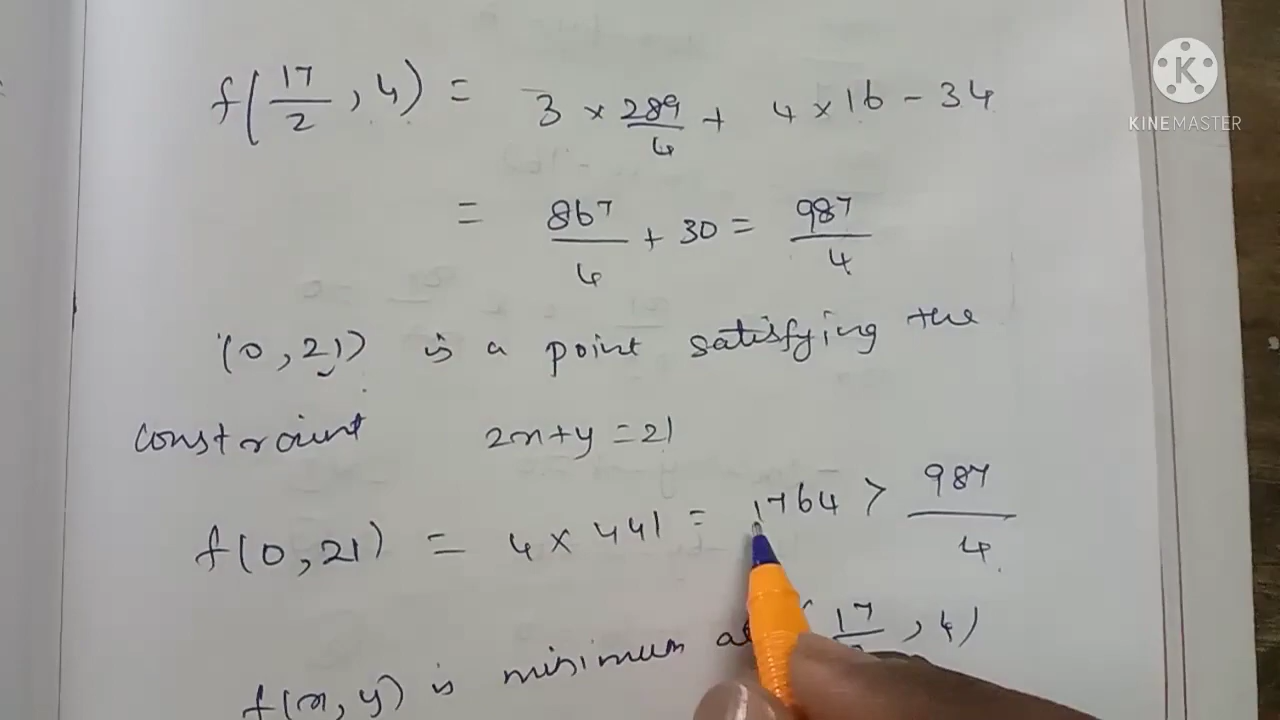 f(17/2, 4) = 3 × 289/4 + 4 × 16 - 34
= 867/4 + 30 = 987/4
(0, 21) is a point satisfying the
constraint 2x+y = 21
f(0, 21) = 4 × 441 = 1764 > 987/4
f(x, y) is minimum at (17/2, 4)
KINEMASTER